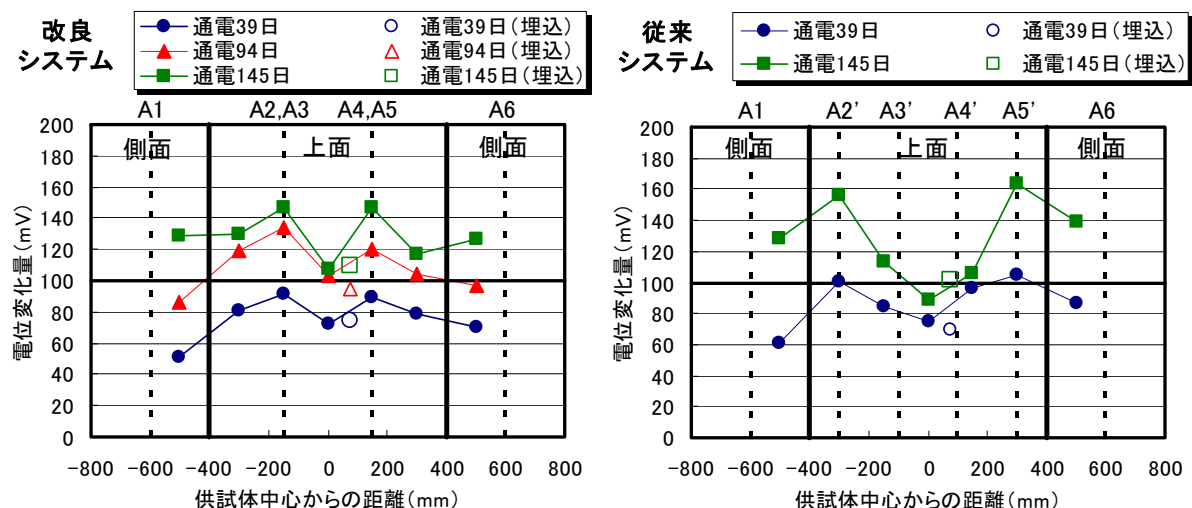 改良
システム
通電39日 通電39日(埋込)
通電94日 通電94日(埋込)
通電145日 通電145日(埋込)
A1 A2,A3 A4,A5 A6
側面 上面 側面
電位変化量(mV)
200
180
160
140
120
100
80
60
40
20
0
-800 -600 -400 -200 0 200 400 600 800
供試体中心からの距離(mm)
従来
システム
通電39日 通電39日(埋込)
通電145日 通電145日(埋込)
A1 A2' A3' A4' A5' A6
側面 上面 側面
電位変化量(mV)
200
180
160
140
120
100
80
60
40
20
0
-800 -600 -400 -200 0 200 400 600 800
供試体中心からの距離(mm)